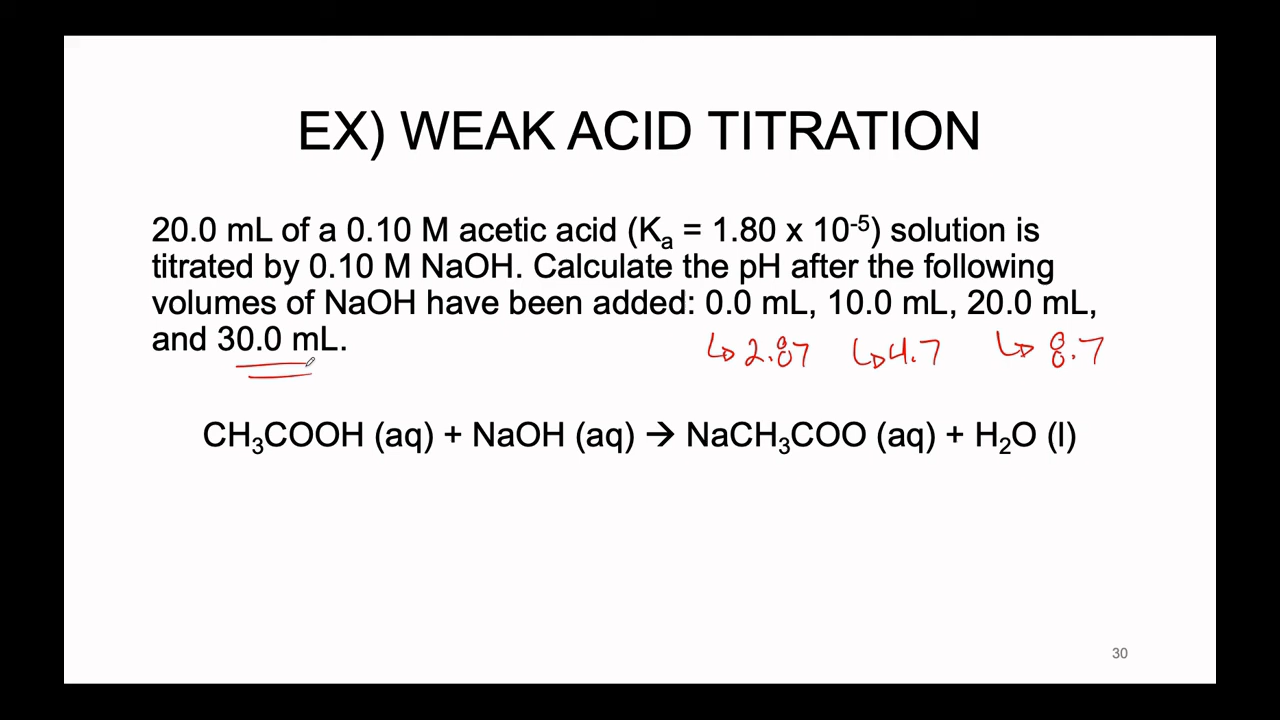 EX) WEAK ACID TITRATION
20.0 mL of a 0.10 M acetic acid (Kₐ = 1.80 x 10⁻⁵) solution is
titrated by 0.10 M NaOH. Calculate the pH after the following
volumes of NaOH have been added: 0.0 mL, 10.0 mL, 20.0 mL,
and 30.0 mL.
↳ 2.87 ↳ 4.7 ↳ 8.7
CH₃COOH (aq) + NaOH (aq) → NaCH₃COO (aq) + H₂O (l)
30